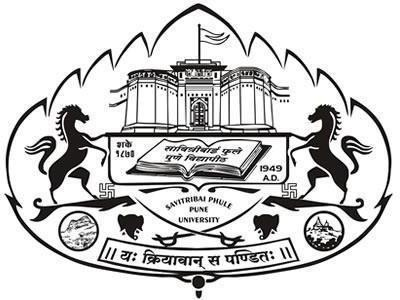 शके
१८७०
सावित्रीबाई फुले
पुणे विद्यापीठ
1949
A.D.
SAVITRIBAI PHULE
PUNE
UNIVERSITY
।। यः क्रियावान् स पण्डितः ।।